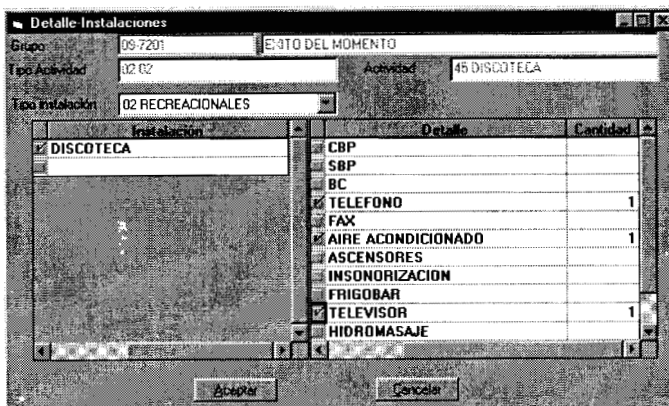 Detalle-Instalaciones
Grupo 09-7201 EXITO DEL MOMENTO
Tipo Actividad 02 02 Actividad 45 DISCOTECA
Tipo Instalación 02 RECREACIONALES
Instalacion Detalle Cantidad
DISCOTECA CBP
SBP
BC
TELEFONO 1
FAX
AIRE ACONDICIONADO 1
ASCENSORES
INSONORIZACION
FRIGOBAR
TELEVISOR 1
HIDROMASAJE
Aceptar Cancelar